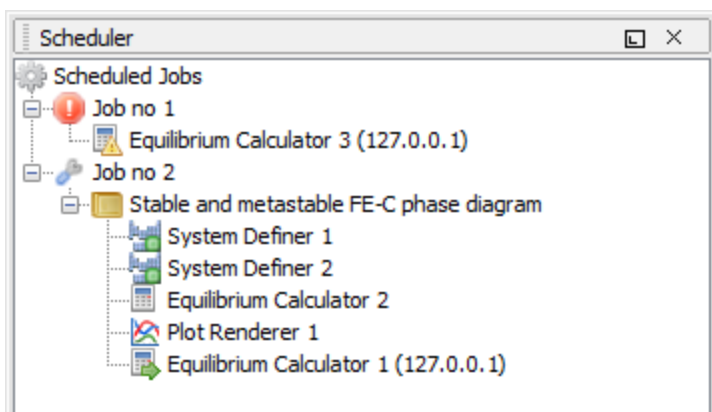 Scheduler
Scheduled Jobs
Job no 1
Equilibrium Calculator 3 (127.0.0.1)
Job no 2
Stable and metastable FE-C phase diagram
System Definer 1
System Definer 2
Equilibrium Calculator 2
Plot Renderer 1
Equilibrium Calculator 1 (127.0.0.1)